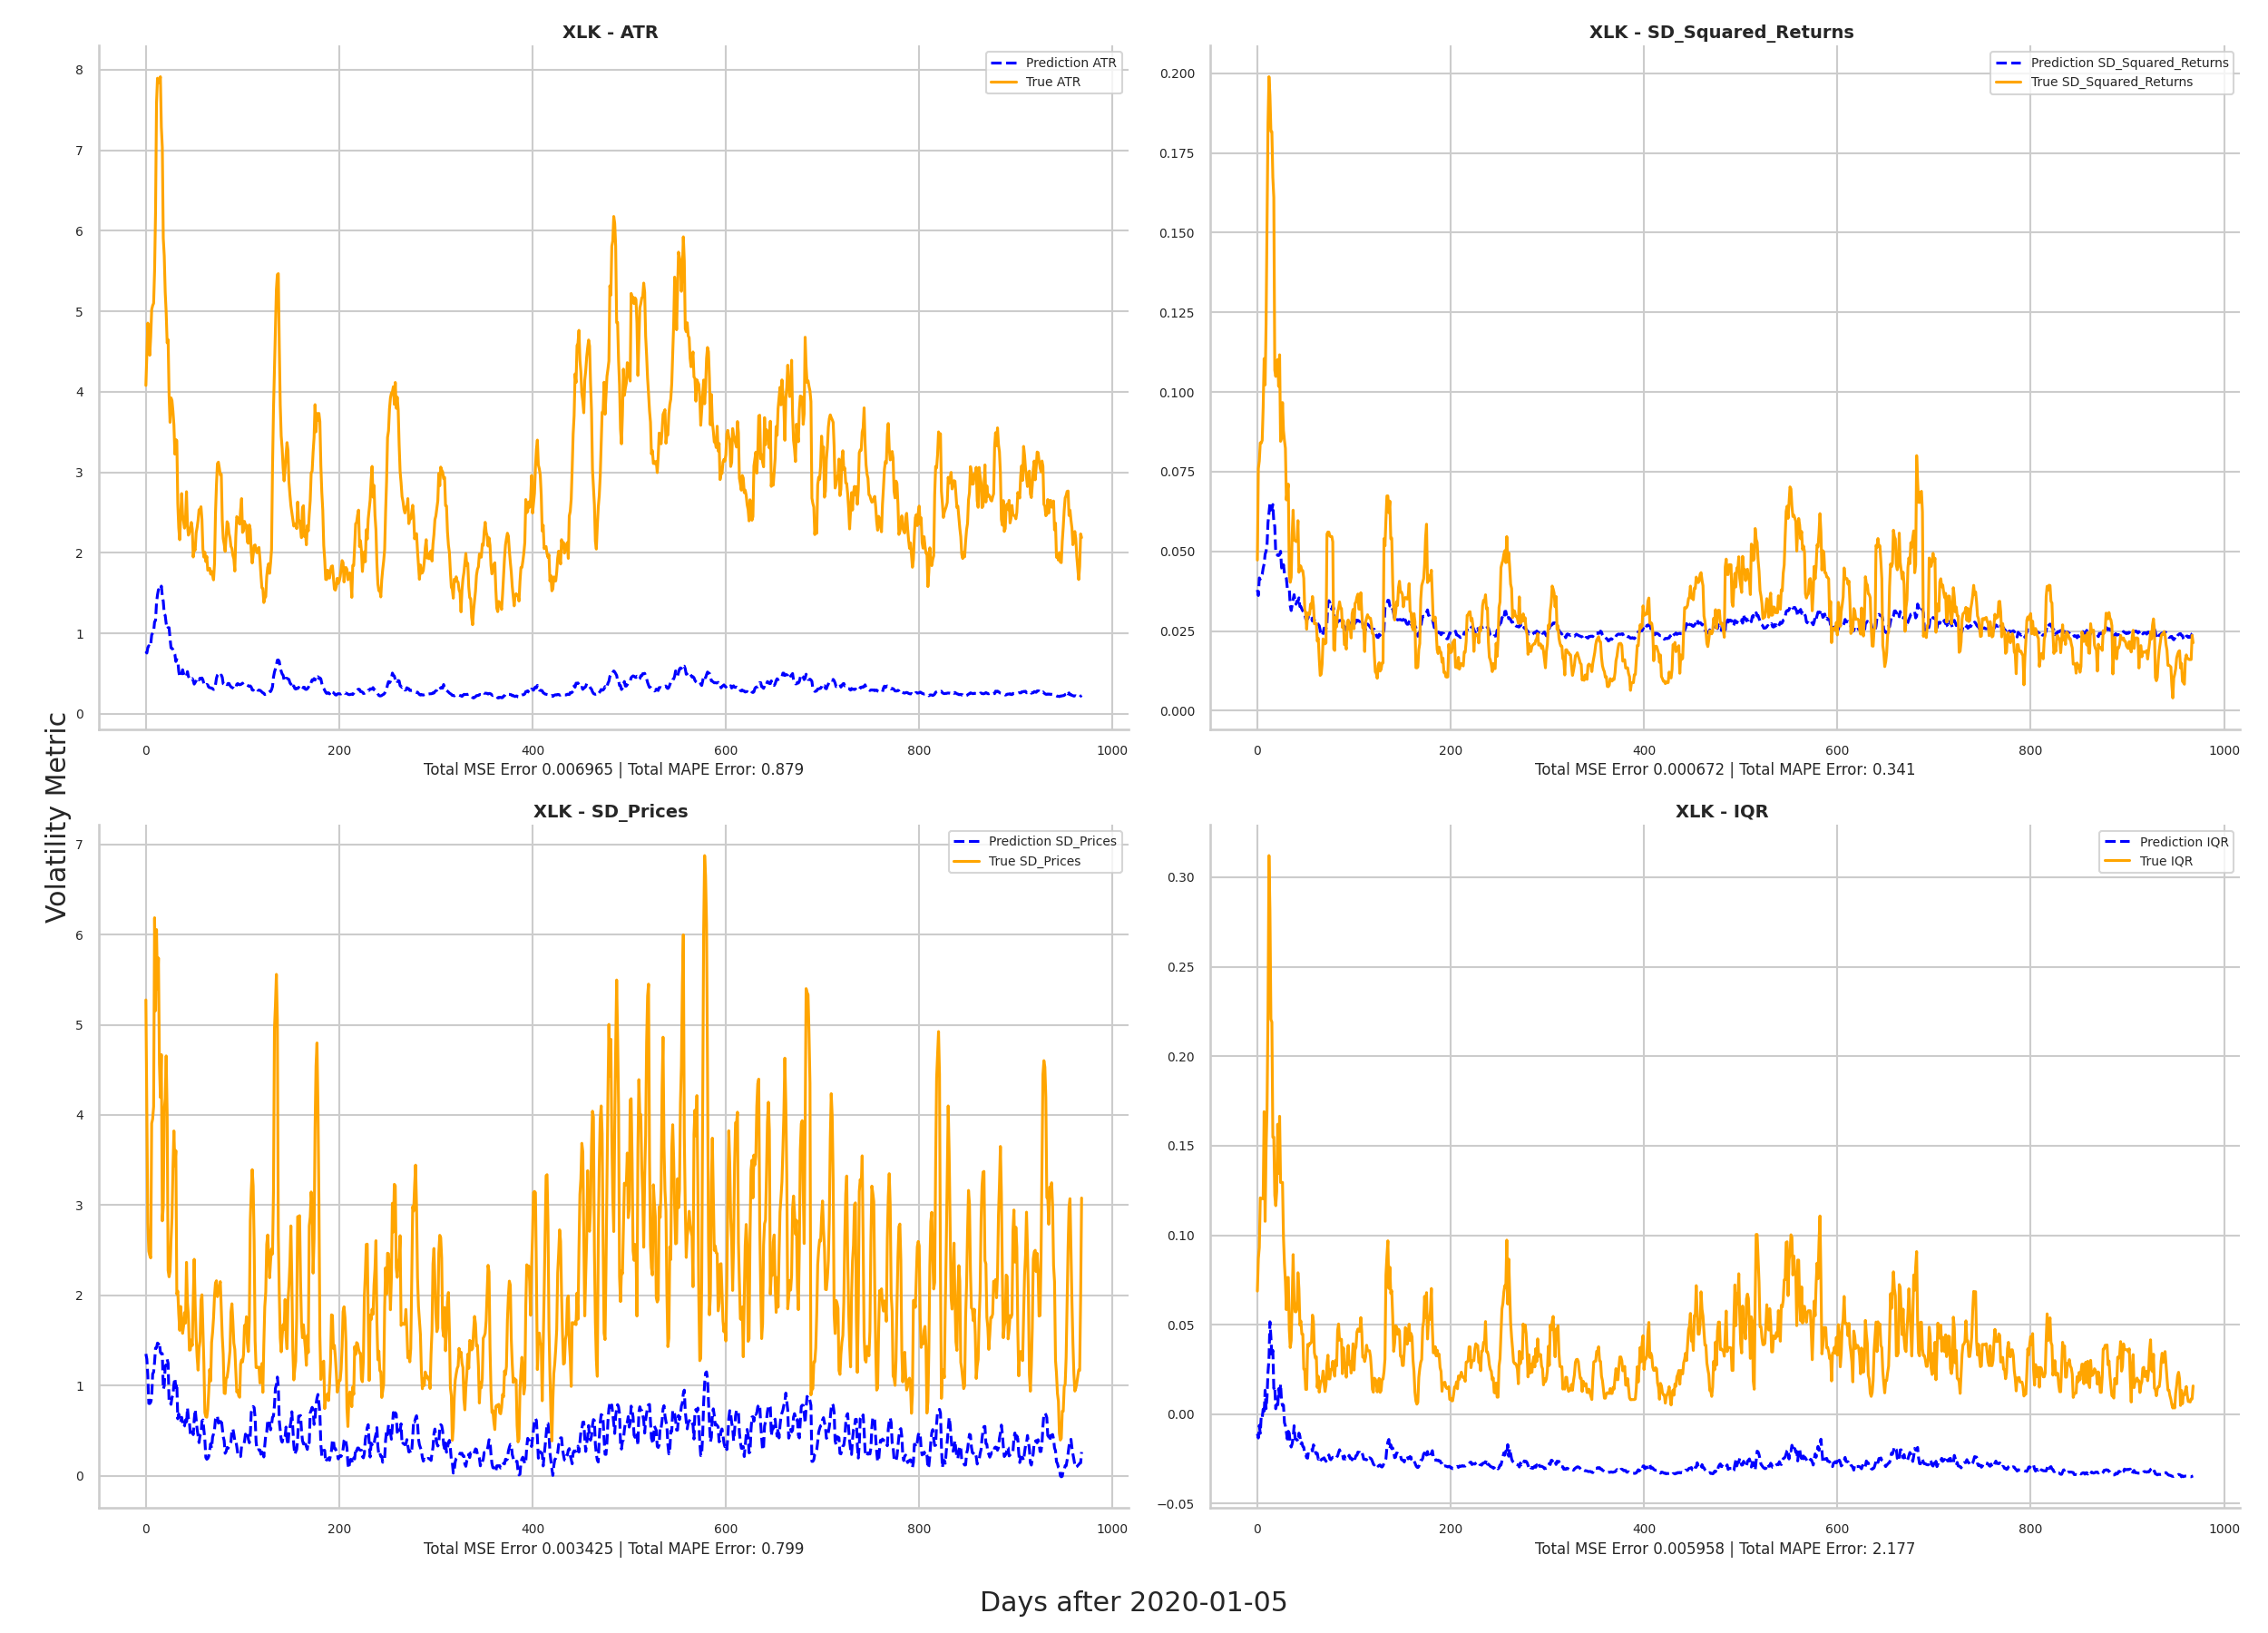 XLK - ATR
Prediction ATR
True ATR
8
7
6
5
4
3
2
1
0
0 200 400 600 800 1000
Total MSE Error 0.006965 | Total MAPE Error: 0.879
XLK - SD_Squared_Returns
Prediction SD_Squared_Returns
True SD_Squared_Returns
0.200
0.175
0.150
0.125
0.100
0.075
0.050
0.025
0.000
0 200 400 600 800 1000
Total MSE Error 0.000672 | Total MAPE Error: 0.341
Volatility Metric
XLK - SD_Prices
Prediction SD_Prices
True SD_Prices
7
6
5
4
3
2
1
0
0 200 400 600 800 1000
Total MSE Error 0.003425 | Total MAPE Error: 0.799
XLK - IQR
Prediction IQR
True IQR
0.30
0.25
0.20
0.15
0.10
0.05
0.00
−0.05
0 200 400 600 800 1000
Total MSE Error 0.005958 | Total MAPE Error: 2.177
Days after 2020-01-05